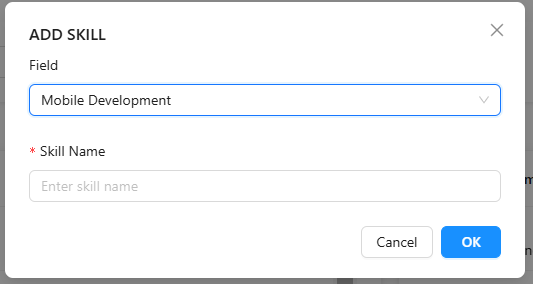 ADD SKILL
Field
Mobile Development
* Skill Name
Enter skill name
Cancel
OK